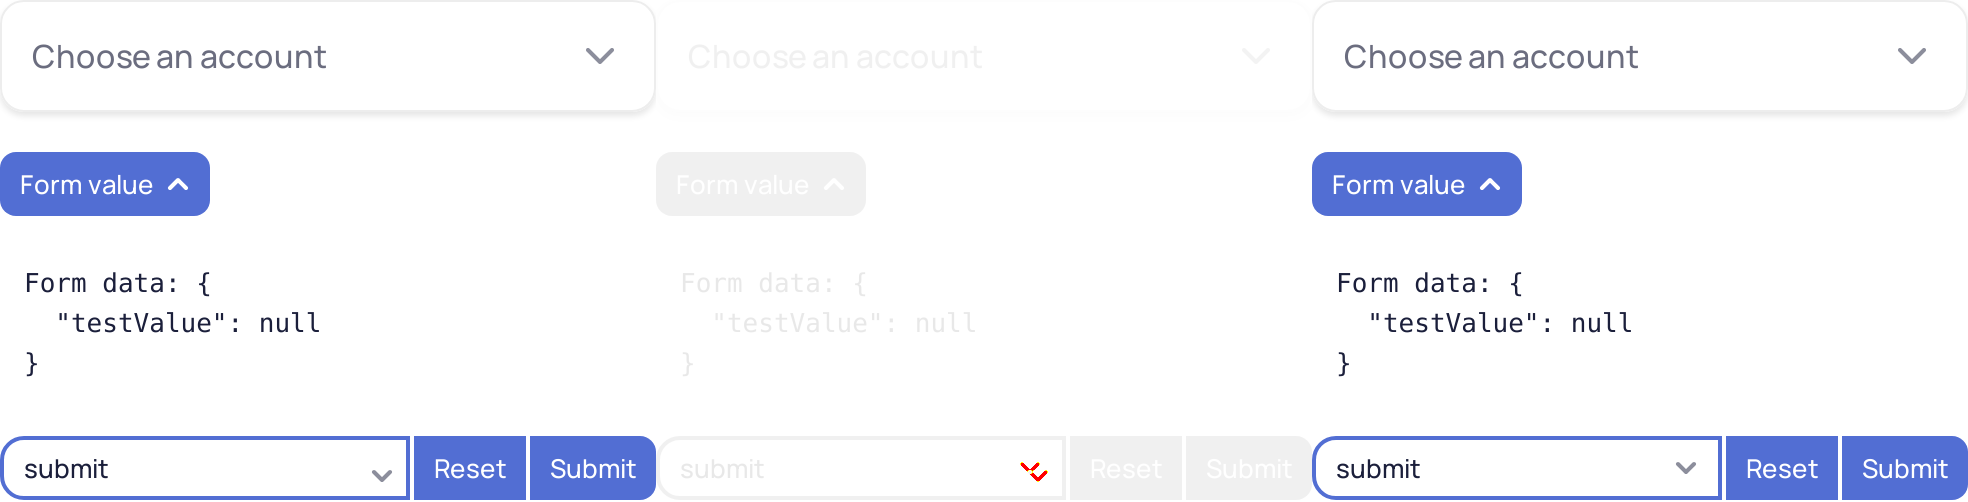 Choose an account
Choose an account
Choose an account
Form value
Form value
Form value
Form data: {
  "testValue": null
}
Form data: {
  "testValue": null
}
Form data: {
  "testValue": null
}
submit Reset Submit
submit Reset Submit
submit Reset Submit